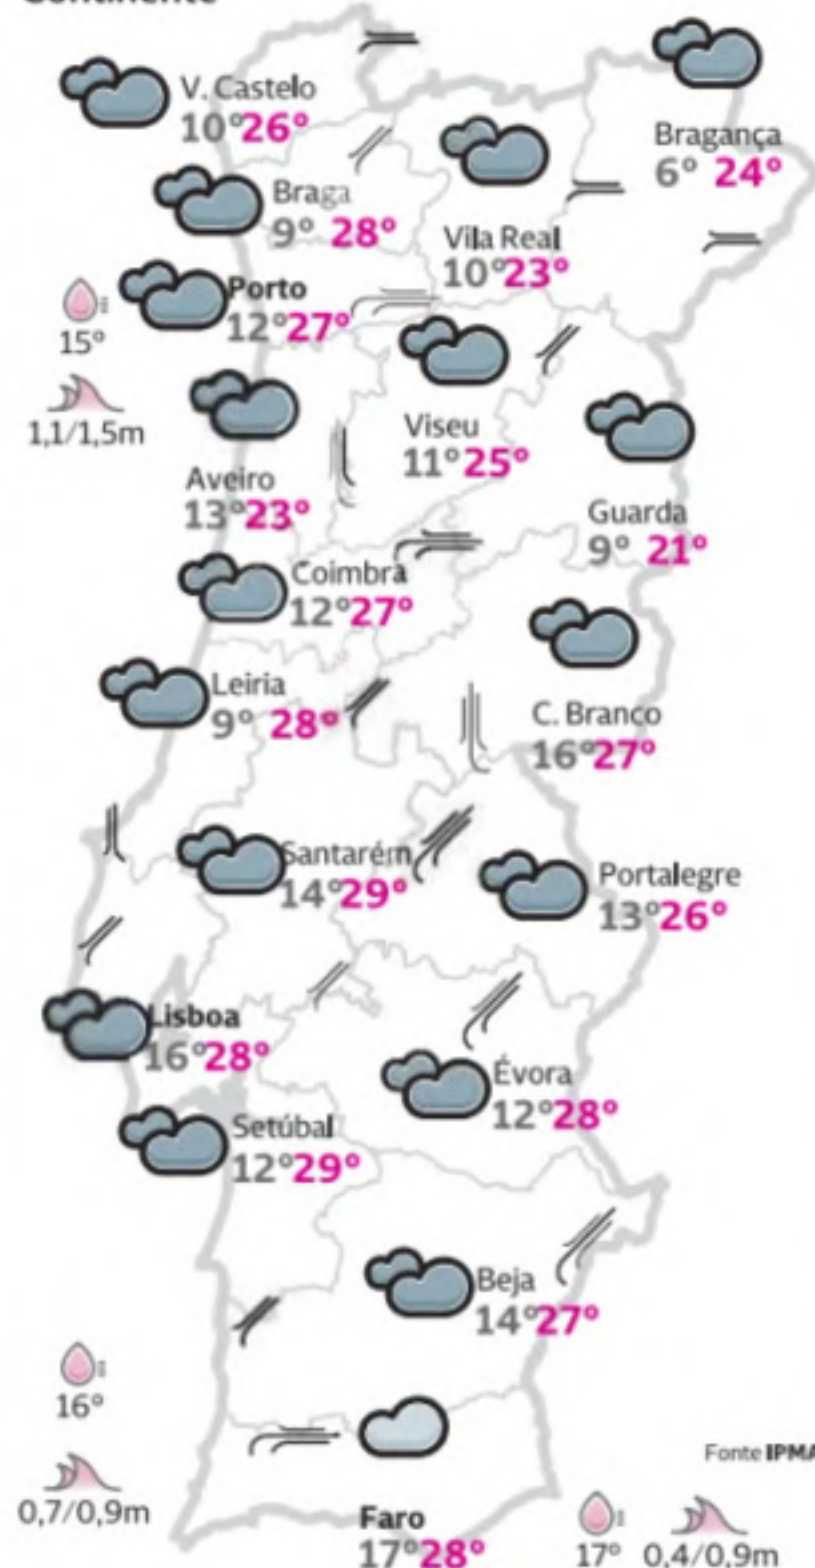 Continente
V. Castelo
10° 26°
Bragança
6° 24°
Braga
9° 28°
Vila Real
10° 23°
Porto
12° 27°
15°
1,1/1,5m
Viseu
11° 25°
Aveiro
13° 23°
Guarda
9° 21°
Coimbra
12° 27°
Leiria
9° 28°
C. Branco
16° 27°
Santarém
14° 29°
Portalegre
13° 26°
Lisboa
16° 28°
Évora
12° 28°
Setúbal
12° 29°
Beja
14° 27°
16°
0,7/0,9m
Fonte IPMA
Faro
17° 28°
17° 0,4/0,9m